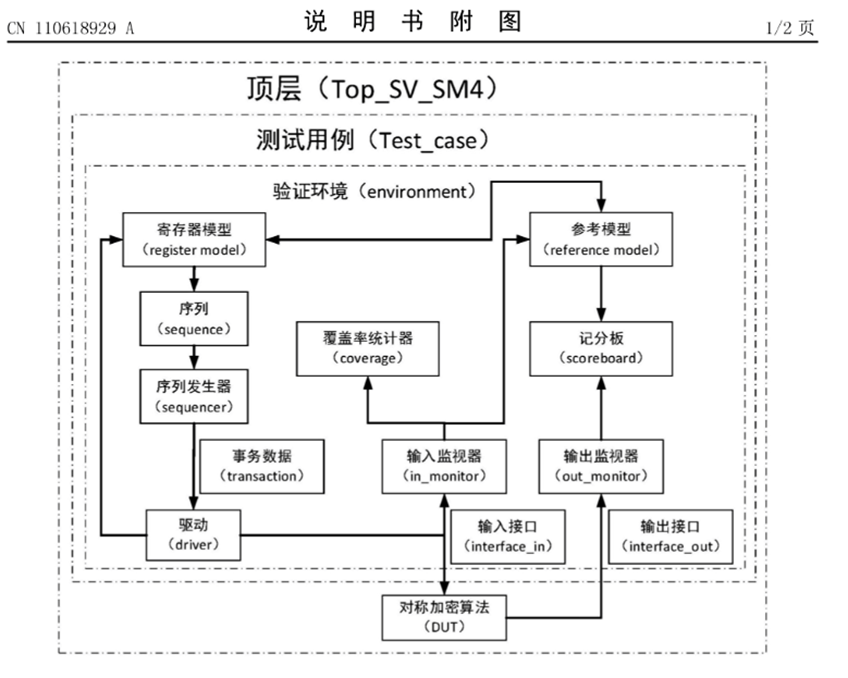 CN 110618929 A
说 明 书 附 图
1/2 页
顶层（Top_SV_SM4）
测试用例（Test_case）
验证环境（environment）
寄存器模型
（register model）
参考模型
（reference model）
序列
（sequence）
覆盖率统计器
（coverage）
记分板
（scoreboard）
序列发生器
（sequencer）
事务数据
（transaction）
输入监视器
（in_monitor）
输出监视器
（out_monitor）
驱动
（driver）
输入接口
（interface_in）
输出接口
（interface_out）
对称加密算法
（DUT）